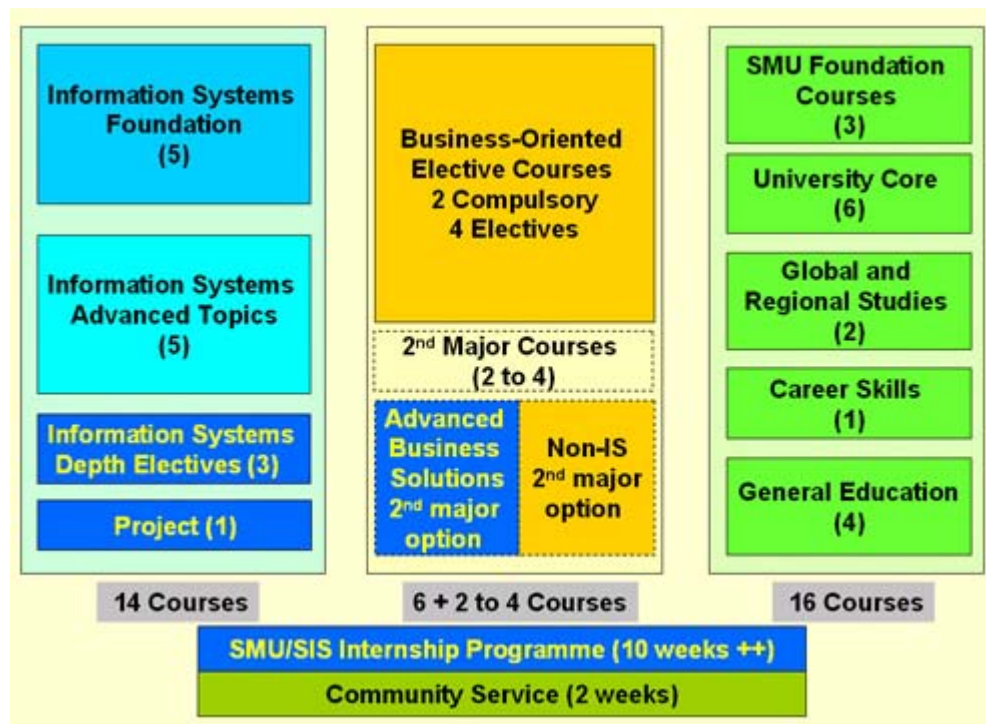 Information Systems
Foundation
(5)
Information Systems
Advanced Topics
(5)
Information Systems
Depth Electives (3)
Project (1)
14 Courses
Business-Oriented
Elective Courses
2 Compulsory
4 Electives
2nd Major Courses
(2 to 4)
Advanced
Business
Solutions
2nd major
option
Non-IS
2nd major
option
6 + 2 to 4 Courses
SMU Foundation
Courses
(3)
University Core
(6)
Global and
Regional Studies
(2)
Career Skills
(1)
General Education
(4)
16 Courses
SMU/SIS Internship Programme (10 weeks ++)
Community Service (2 weeks)